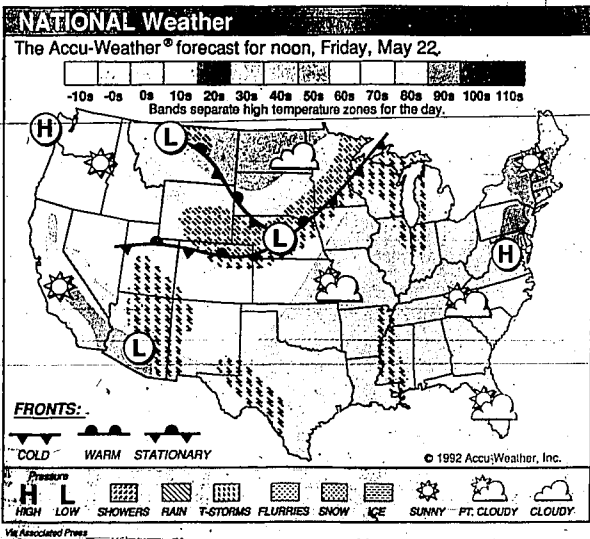 NATIONAL Weather
The Accu-Weather® forecast for noon, Friday, May 22.
-10s -0s 0s 10s 20s 30s 40s 50s 60s 70s 80s 90s 100s 110s
Bands separate high temperature zones for the day.
H
L
L
H
L
FRONTS:
COLD WARM STATIONARY
© 1992 Accu-Weather, Inc.
Pressure
H L
HIGH LOW SHOWERS RAIN T-STORMS FLURRIES SNOW ICE SUNNY PT. CLOUDY CLOUDY
Via Associated Press